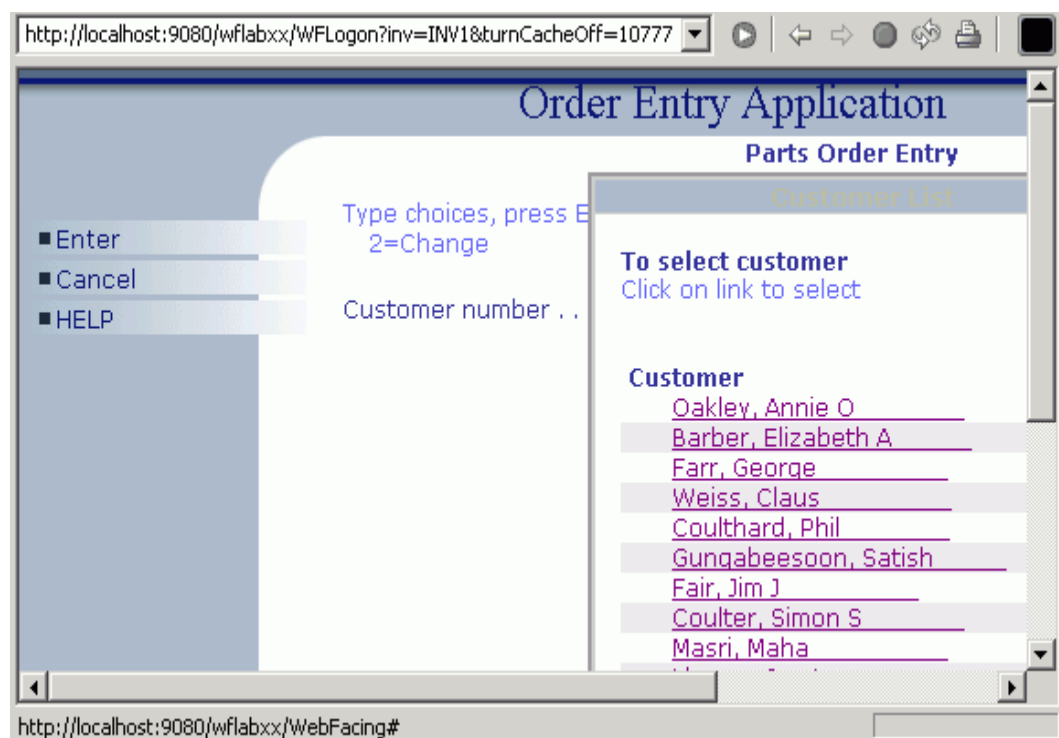 http://localhost:9080/wflabxx/WFLogon?inv=INV1&turnCacheOff=10777
Order Entry Application
Parts Order Entry
Customer List
Enter
Cancel
HELP
Type choices, press E
2=Change
Customer number . .
To select customer
Click on link to select
Customer
Oakley, Annie O
Barber, Elizabeth A
Farr, George
Weiss, Claus
Coulthard, Phil
Gungabeesoon, Satish
Fair, Jim J
Coulter, Simon S
Masri, Maha
http://localhost:9080/wflabxx/WebFacing#